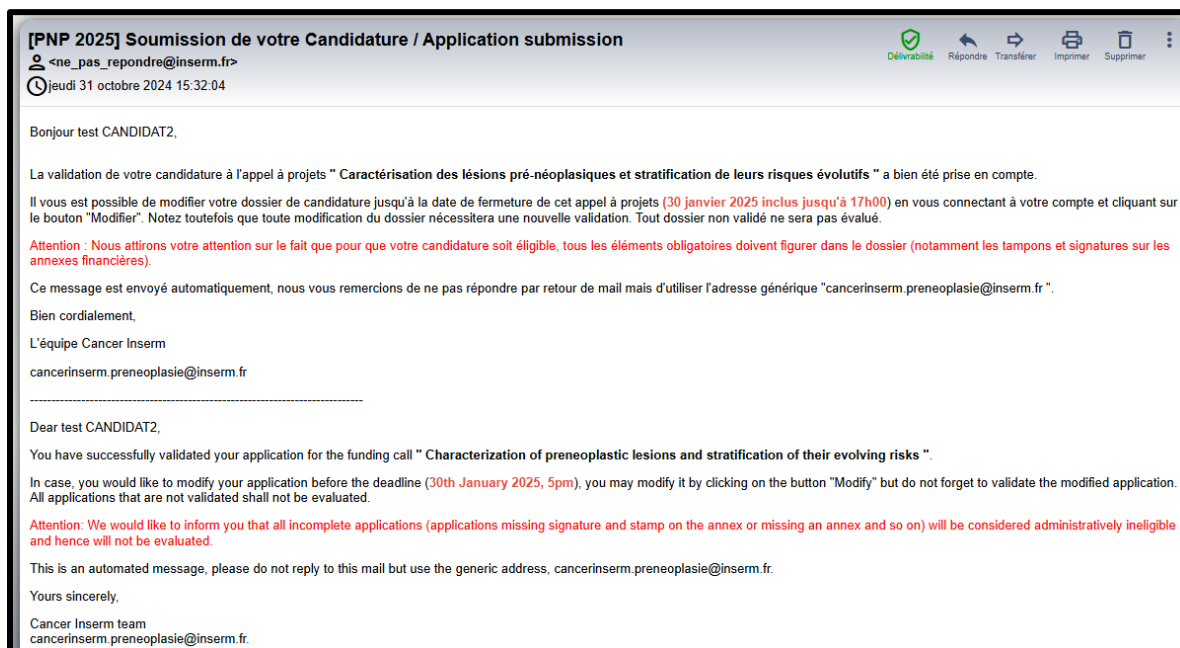 [PNP 2025] Soumission de votre Candidature / Application submission
<ne_pas_repondre@inserm.fr>
jeudi 31 octobre 2024 15:32:04
Délivrabilité Répondre Transférer Imprimer Supprimer
Bonjour test CANDIDAT2,
La validation de votre candidature à l'appel à projets " Caractérisation des lésions pré-néoplasiques et stratification de leurs risques évolutifs " a bien été prise en compte.
Il vous est possible de modifier votre dossier de candidature jusqu'à la date de fermeture de cet appel à projets (30 janvier 2025 inclus jusqu'à 17h00) en vous connectant à votre compte et cliquant sur
le bouton "Modifier". Notez toutefois que toute modification du dossier nécessitera une nouvelle validation. Tout dossier non validé ne sera pas évalué.
Attention : Nous attirons votre attention sur le fait que pour que votre candidature soit éligible, tous les éléments obligatoires doivent figurer dans le dossier (notamment les tampons et signatures sur les
annexes financières).
Ce message est envoyé automatiquement, nous vous remercions de ne pas répondre par retour de mail mais d'utiliser l'adresse générique "cancerinserm.preneoplasie@inserm.fr ".
Bien cordialement,
L'équipe Cancer Inserm
cancerinserm.preneoplasie@inserm.fr
------------------------------------------------------------------------------
Dear test CANDIDAT2,
You have successfully validated your application for the funding call " Characterization of preneoplastic lesions and stratification of their evolving risks ".
In case, you would like to modify your application before the deadline (30th January 2025, 5pm), you may modify it by clicking on the button "Modify" but do not forget to validate the modified application.
All applications that are not validated shall not be evaluated.
Attention: We would like to inform you that all incomplete applications (applications missing signature and stamp on the annex or missing an annex and so on) will be considered administratively ineligible
and hence will not be evaluated.
This is an automated message, please do not reply to this mail but use the generic address, cancerinserm.preneoplasie@inserm.fr.
Yours sincerely,
Cancer Inserm team
cancerinserm.preneoplasie@inserm.fr.